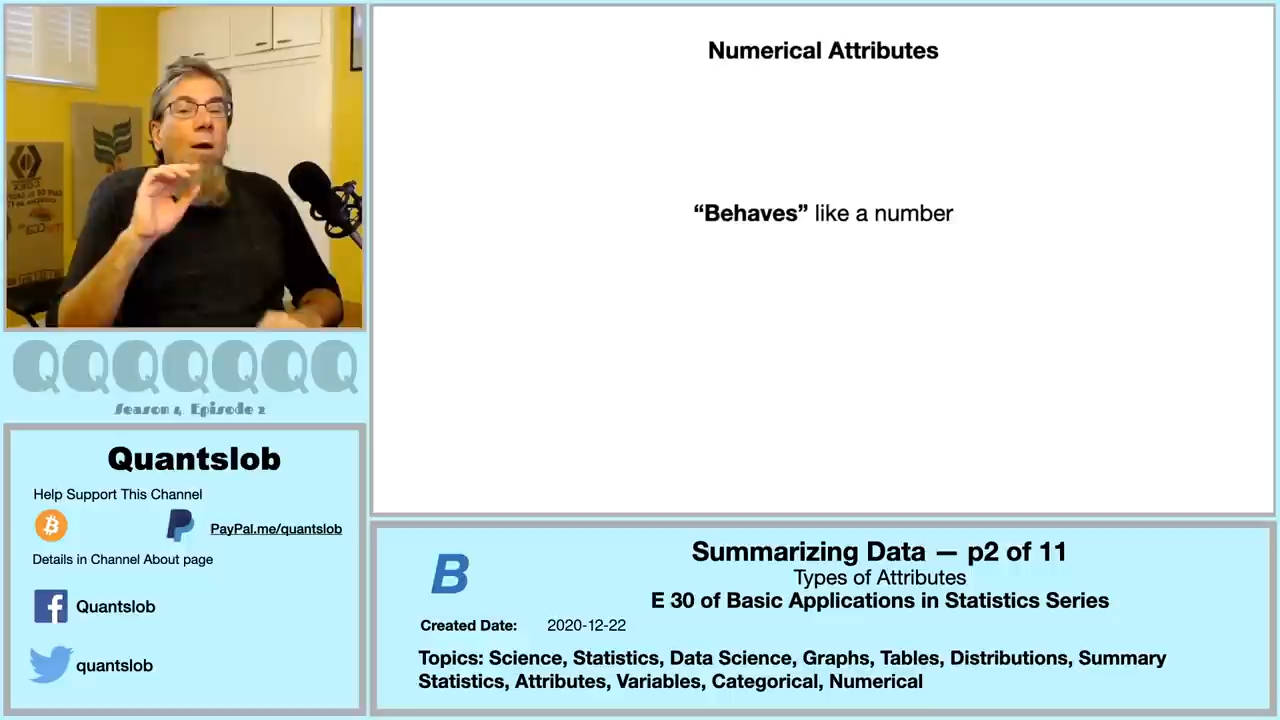 Numerical Attributes
“Behaves” like a number
QQQQQQQ
Season 4 Episode 2
Quantslob
Help Support This Channel
PayPal.me/quantslob
Details in Channel About page
Quantslob
quantslob
B
Summarizing Data — p2 of 11
Types of Attributes
E 30 of Basic Applications in Statistics Series
Created Date: 2020-12-22
Topics: Science, Statistics, Data Science, Graphs, Tables, Distributions, Summary
Statistics, Attributes, Variables, Categorical, Numerical